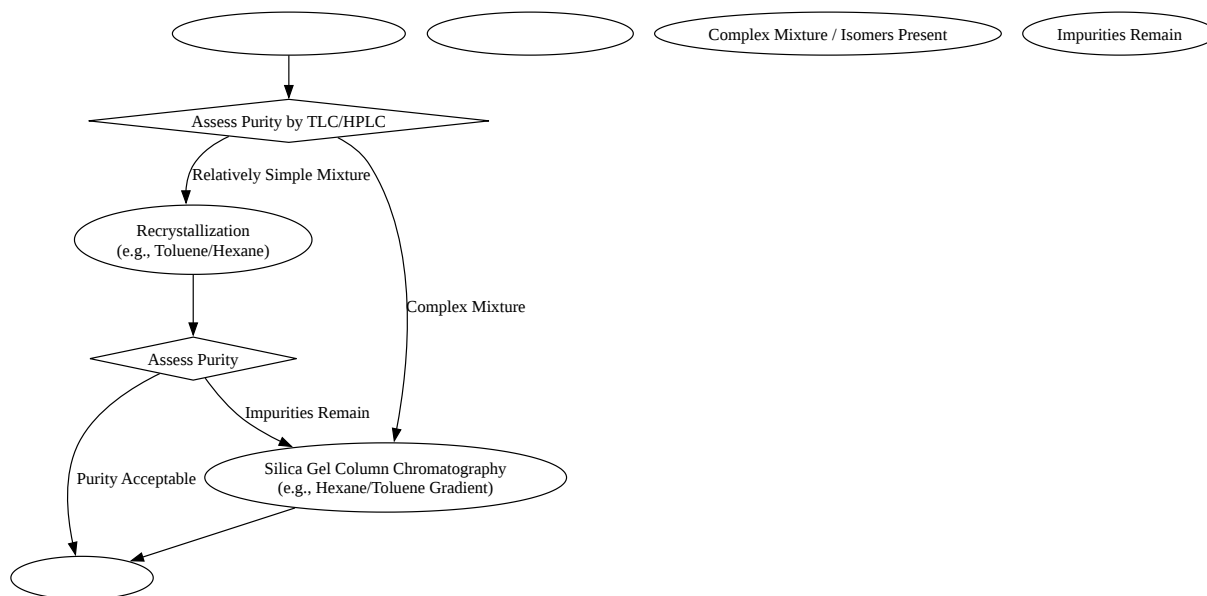 Complex Mixture / Isomers Present
Impurities Remain
Assess Purity by TLC/HPLC
Relatively Simple Mixture
Recrystallization
(e.g., Toluene/Hexane)
Complex Mixture
Assess Purity
Impurities Remain
Silica Gel Column Chromatography
(e.g., Hexane/Toluene Gradient)
Purity Acceptable